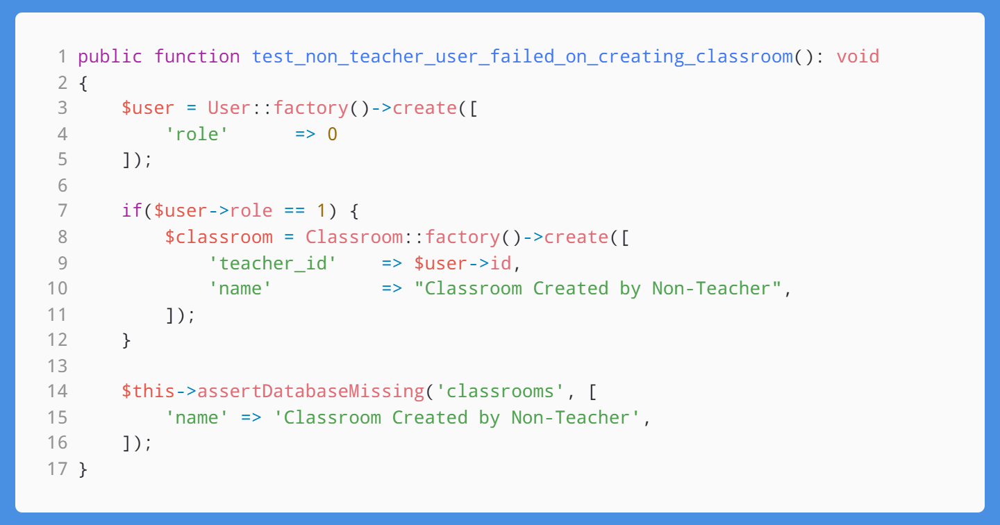 1 public function test_non_teacher_user_failed_on_creating_classroom(): void
2 {
3     $user = User::factory()->create([
4         'role'      => 0
5     ]);
6
7     if($user->role == 1) {
8         $classroom = Classroom::factory()->create([
9             'teacher_id'    => $user->id,
10             'name'          => "Classroom Created by Non-Teacher",
11         ]);
12     }
13
14     $this->assertDatabaseMissing('classrooms', [
15         'name' => 'Classroom Created by Non-Teacher',
16     ]);
17 }